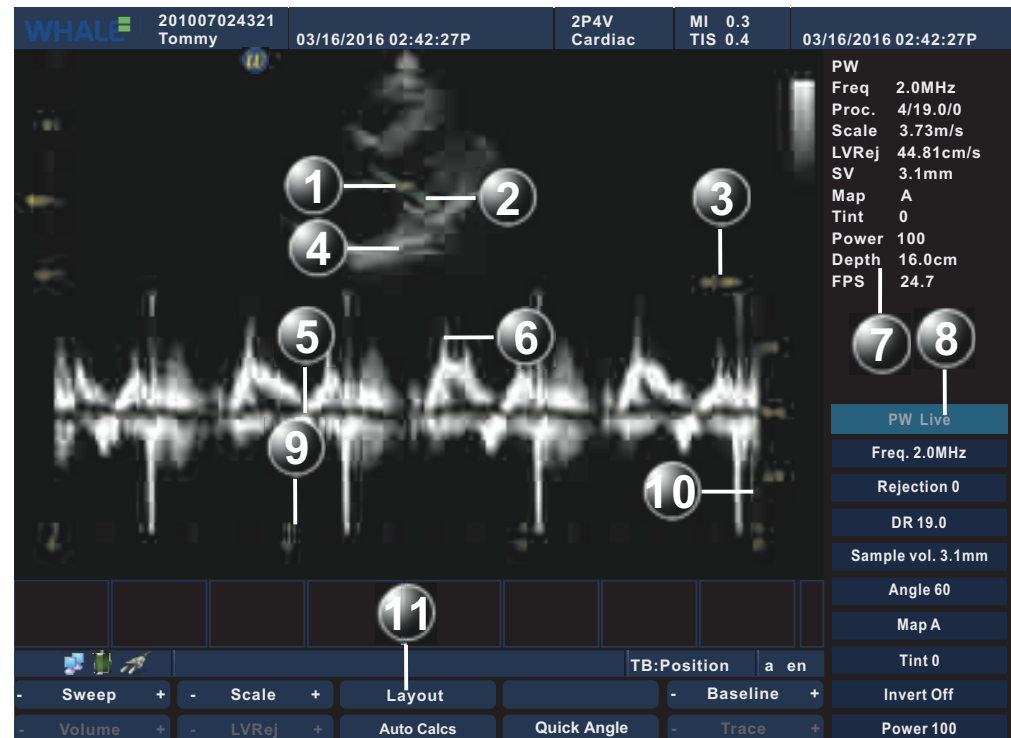 WHALE
201007024321
Tommy
03/16/2016 02:42:27P
2P4V
Cardiac
MI 0.3
TIS 0.4
03/16/2016 02:42:27P
PW
Freq 2.0MHz
Proc. 4/19.0/0
Scale 3.73m/s
LVRej 44.81cm/s
SV 3.1mm
Map A
Tint 0
Power 100
Depth 16.0cm
FPS 24.7
1
2
3
4
5
6
7
8
9
10
11
PW Live
Freq. 2.0MHz
Rejection 0
DR 19.0
Sample vol. 3.1mm
Angle 60
Map A
Tint 0
Invert Off
Power 100
TB:Position a en
- Sweep + - Scale + Layout - Baseline +
- Volume + - LVRej + Auto Calcs Quick Angle - Trace +